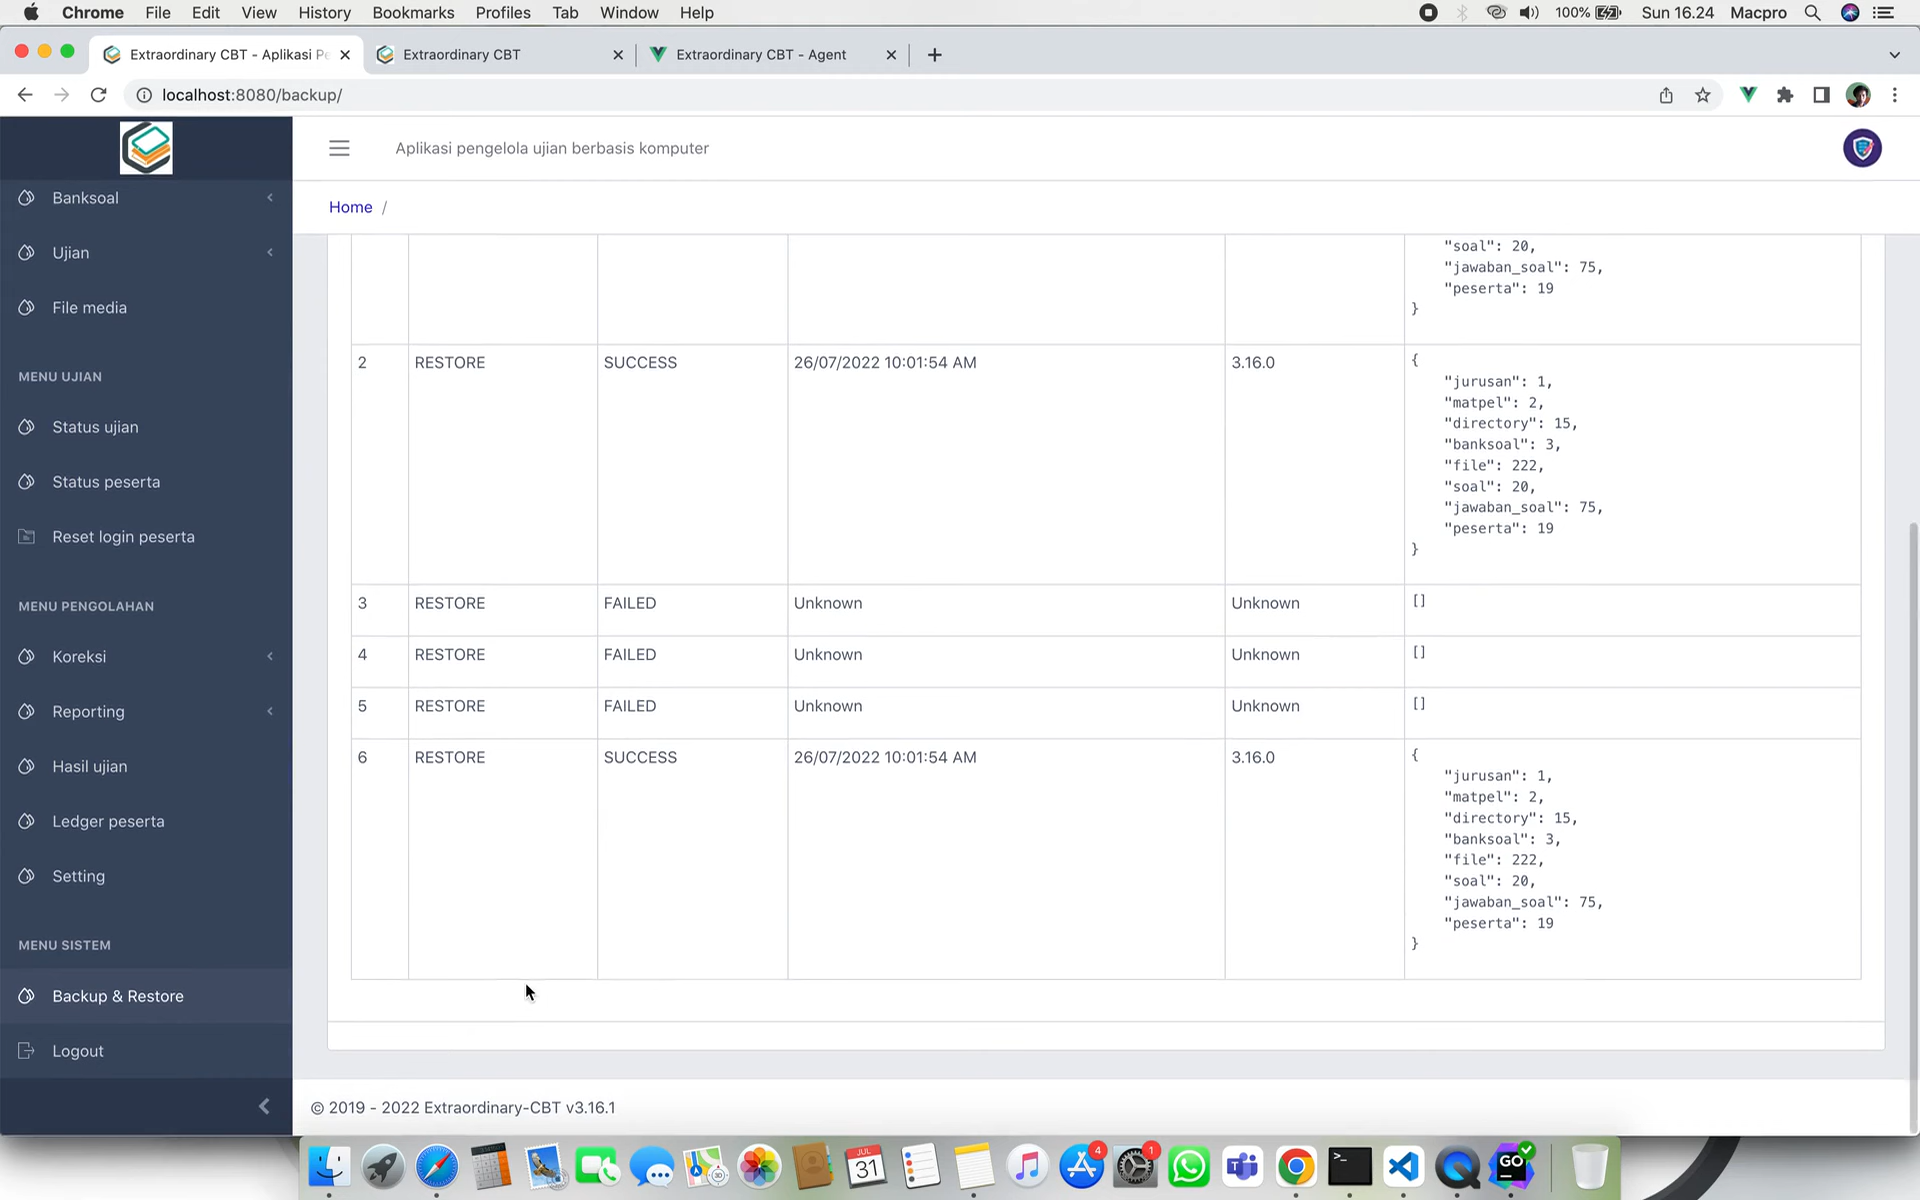 Chrome File Edit View History Bookmarks Profiles Tab Window Help 100% Sun 16.24 Macpro
Extraordinary CBT - Aplikasi Pe
Extraordinary CBT
Extraordinary CBT - Agent
localhost:8080/backup/
Aplikasi pengelola ujian berbasis komputer
Home /
Banksoal
Ujian
File media
MENU UJIAN
Status ujian
Status peserta
Reset login peserta
MENU PENGOLAHAN
Koreksi
Reporting
Hasil ujian
Ledger peserta
Setting
MENU SISTEM
Backup & Restore
Logout
"soal": 20,
"jawaban_soal": 75,
"peserta": 19
}
2 RESTORE SUCCESS 26/07/2022 10:01:54 AM 3.16.0 {
"jurusan": 1,
"matpel": 2,
"directory": 15,
"banksoal": 3,
"file": 222,
"soal": 20,
"jawaban_soal": 75,
"peserta": 19
}
3 RESTORE FAILED Unknown Unknown []
4 RESTORE FAILED Unknown Unknown []
5 RESTORE FAILED Unknown Unknown []
6 RESTORE SUCCESS 26/07/2022 10:01:54 AM 3.16.0 {
"jurusan": 1,
"matpel": 2,
"directory": 15,
"banksoal": 3,
"file": 222,
"soal": 20,
"jawaban_soal": 75,
"peserta": 19
}
© 2019 - 2022 Extraordinary-CBT v3.16.1
JUL
31
4
1
>_
GO